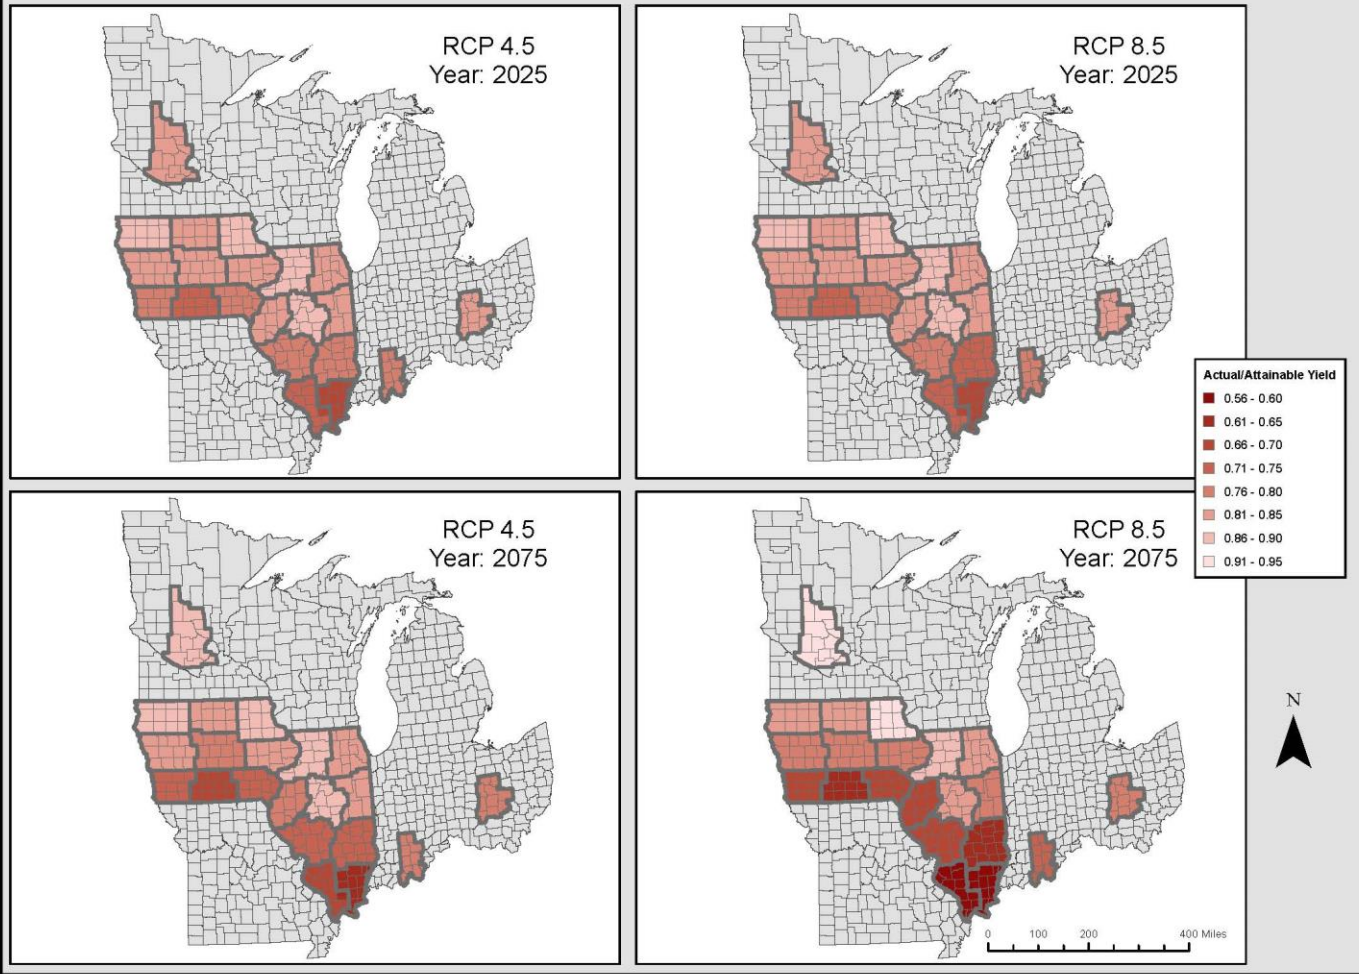 RCP 4.5
Year: 2025
RCP 8.5
Year: 2025
Actual/Attainable Yield
0.56 - 0.60
0.61 - 0.65
0.66 - 0.70
0.71 - 0.75
0.76 - 0.80
0.81 - 0.85
0.86 - 0.90
0.91 - 0.95
RCP 4.5
Year: 2075
RCP 8.5
Year: 2075
N
0 100 200 400 Miles